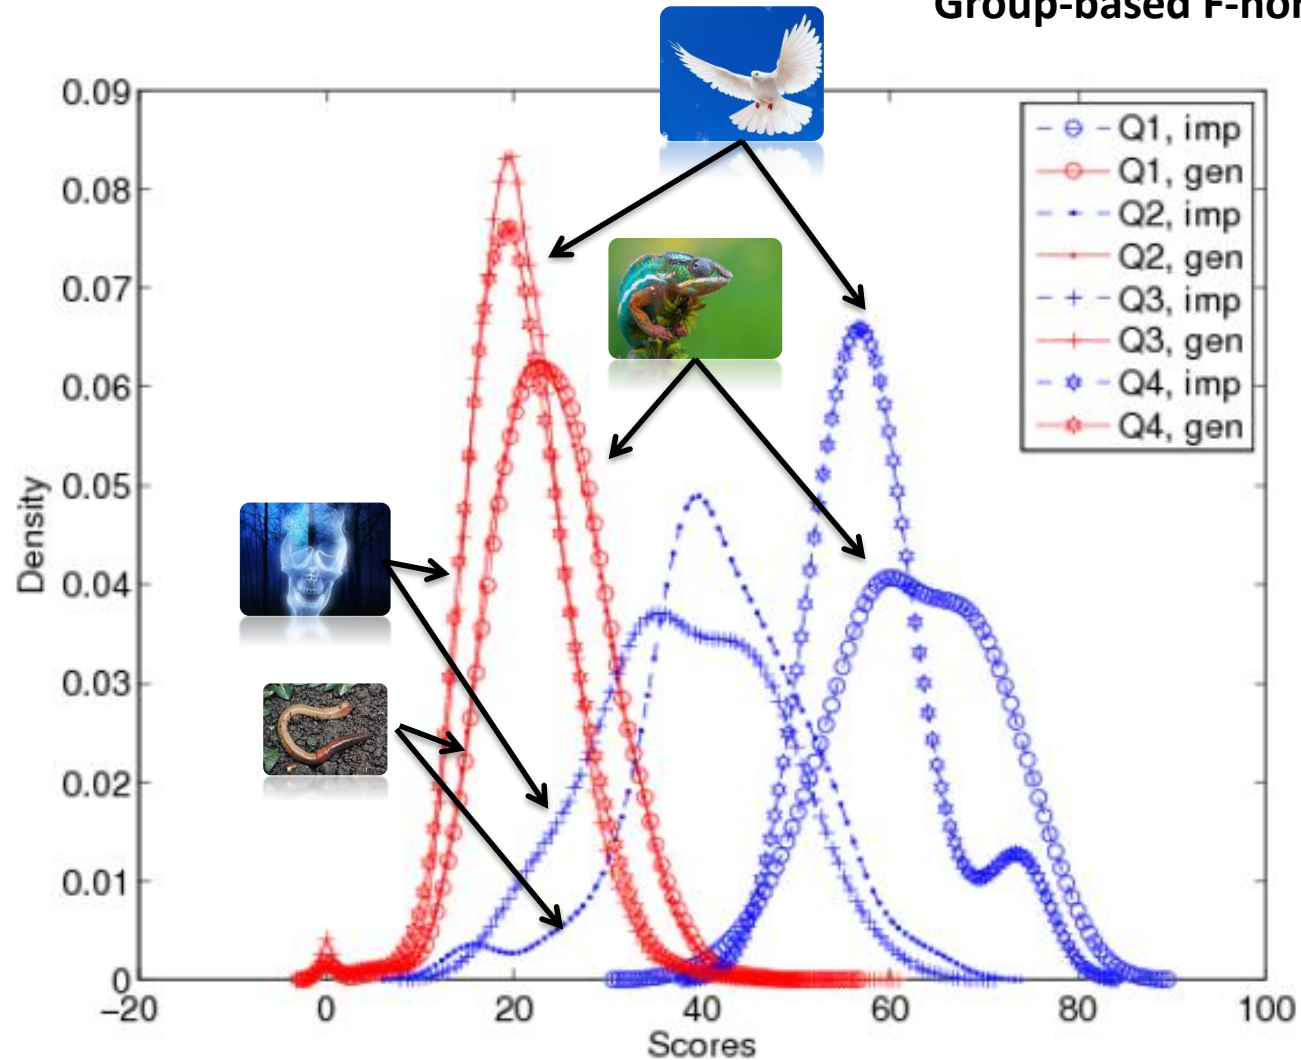 Group-based F-nor
0.09
0.08
0.07
0.06
0.05
0.04
0.03
0.02
0.01
0
Density
−20
0
20
40
60
80
100
Scores
Q1, imp
Q1, gen
Q2, imp
Q2, gen
Q3, imp
Q3, gen
Q4, imp
Q4, gen